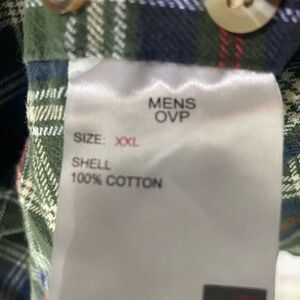 MENS
OVP
SIZE: XXL
SHELL
100% COTTON